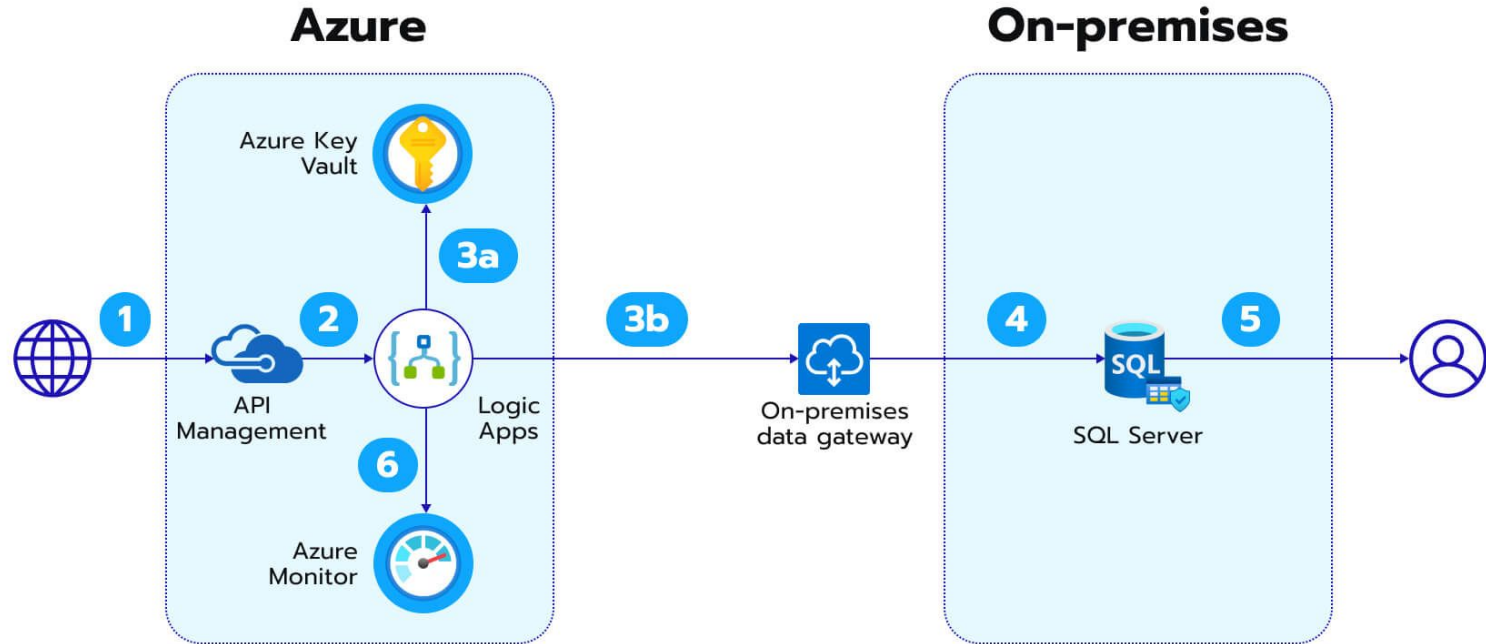 Azure
On-premises
Azure Key
Vault
3a
1
2
3b
4
5
SQL
API
Management
Logic
Apps
On-premises
data gateway
SQL Server
6
Azure
Monitor